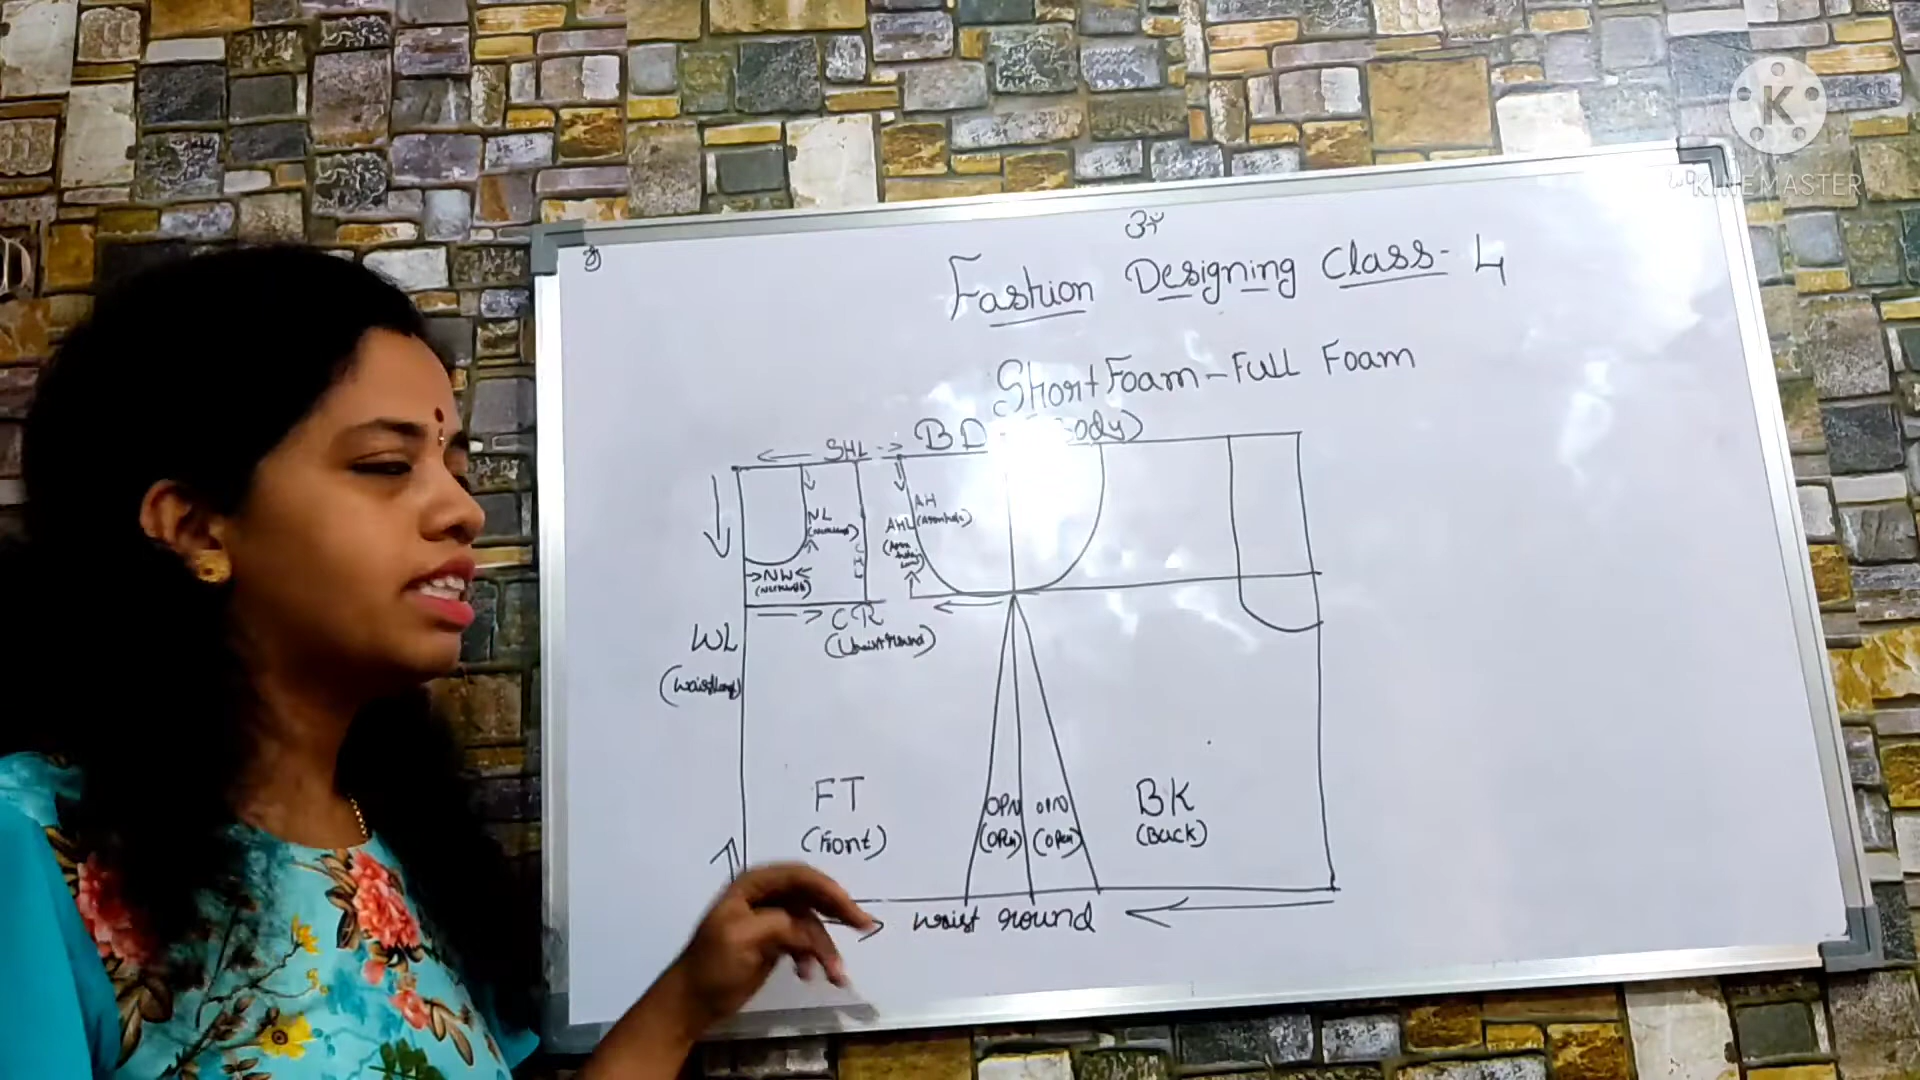 K
KINEMASTER
Fashion Designing Class - 4
Short Foam - Full Foam
BD
SHL
AH
NL
AHL
CHL
>NW<
CR
WL
FT
(Front)
OPN
OPN
(OPen)
(OPen)
BK
(Back)
waist round